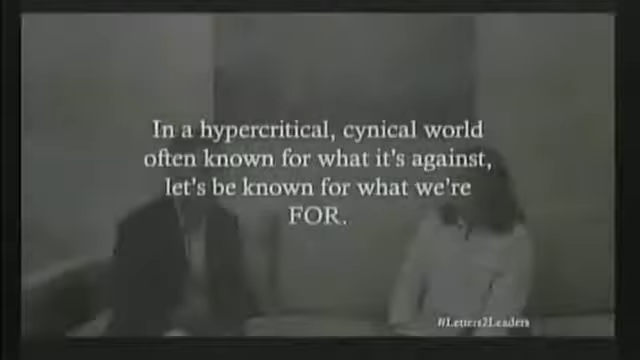 In a hypercritical, cynical world
often known for what it's against,
let's be known for what we're
FOR.
#Letters2Leaders